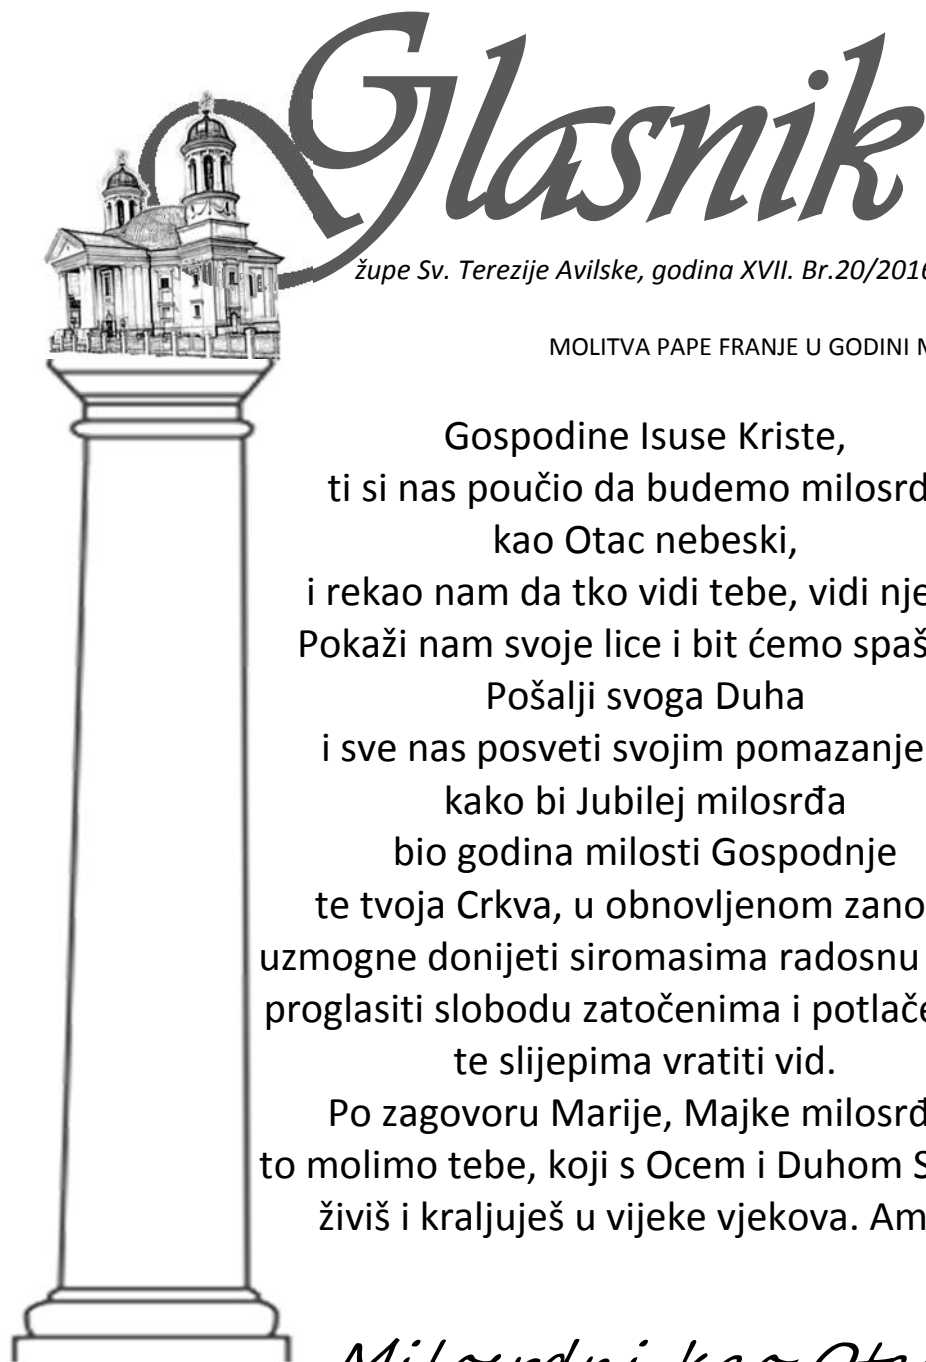 Glasnik
župe Sv. Terezije Avilske, godina XVII. Br.20/2016
MOLITVA PAPE FRANJE U GODINI
Gospodine Isuse Kriste,
ti si nas poučio da budemo milosrd
kao Otac nebeski,
i rekao nam da tko vidi tebe, vidi nje
Pokaži nam svoje lice i bit ćemo spaš
Pošalji svoga Duha
i sve nas posveti svojim pomazanje
kako bi Jubilej milosrđa
bio godina milosti Gospodnje
te tvoja Crkva, u obnovljenom zano
uzmogne donijeti siromasima radosnu
proglasiti slobodu zatočenima i potlače
te slijepima vratiti vid.
Po zagovoru Marije, Majke milosrđ
to molimo tebe, koji s Ocem i Duhom S
živiš i kraljuješ u vijeke vjekova. Am
Milosrdni kao Ota